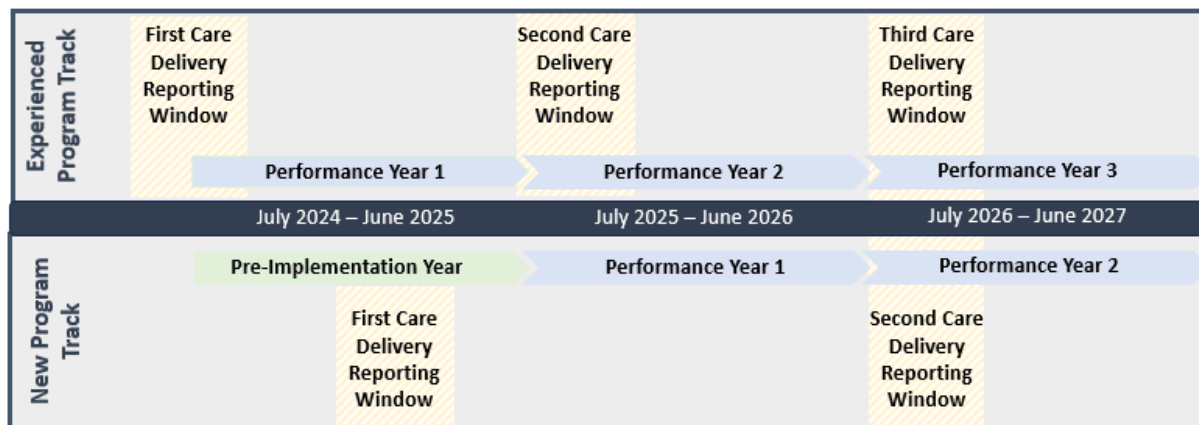 Experienced
Program Track
First Care
Delivery
Reporting
Window
Second Care
Delivery
Reporting
Window
Third Care
Delivery
Reporting
Window
Performance Year 1
Performance Year 2
Performance Year 3
July 2024 – June 2025
July 2025 – June 2026
July 2026 – June 2027
New Program
Track
Pre-Implementation Year
Performance Year 1
Performance Year 2
First Care
Delivery
Reporting
Window
Second Care
Delivery
Reporting
Window